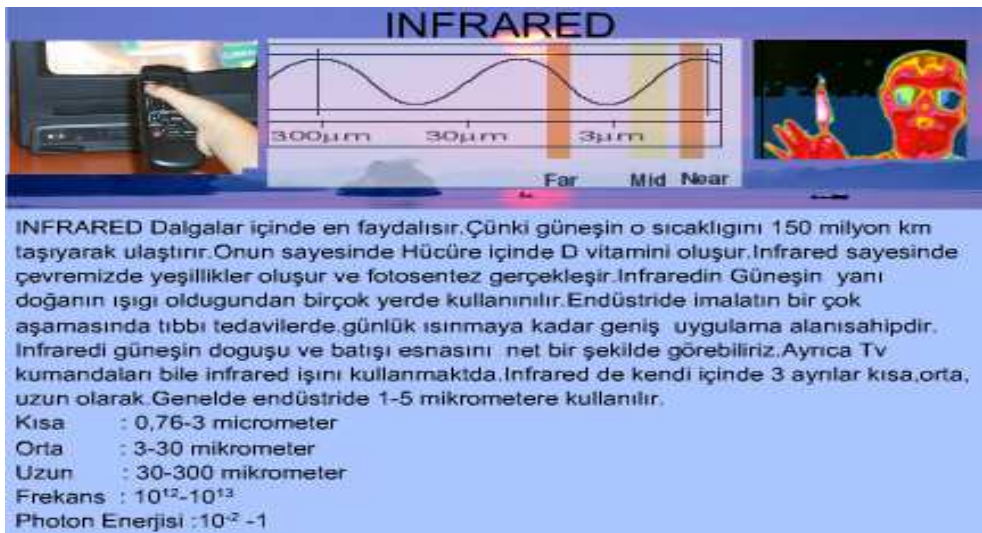 INFRARED
300µm 30µm 3µm
Far Mid Near
INFRARED Dalgalar içinde en faydalısır.Çünki güneşin o sıcaklıgını 150 milyon km
taşıyarak ulaştırır.Onun sayesinde Hücüre içinde D vitamini oluşur.Infrared sayesinde
çevremizde yeşillikler oluşur ve fotosentez gerçekleşir.Infraredin Güneşin yanı
doğanın ışıgı oldugundan birçok yerde kullanınılır.Endüstride imalatın bir çok
aşamasında tıbbı tedavilerde,günlük ısınmaya kadar geniş uygulama alanısahipdir.
Infraredi güneşin doguşu ve batışı esnasını net bir şekilde görebiliriz.Ayrıca Tv
kumandaları bile infrared işını kullanmaktda.Infrared de kendi içinde 3 ayrılar kısa,orta,
uzun olarak.Genelde endüstride 1-5 mikrometere kullanılır.
Kısa : 0,76-3 micrometer
Orta : 3-30 mikrometer
Uzun : 30-300 mikrometer
Frekans : 10¹²-10¹³
Photon Enerjisi :10⁻² -1